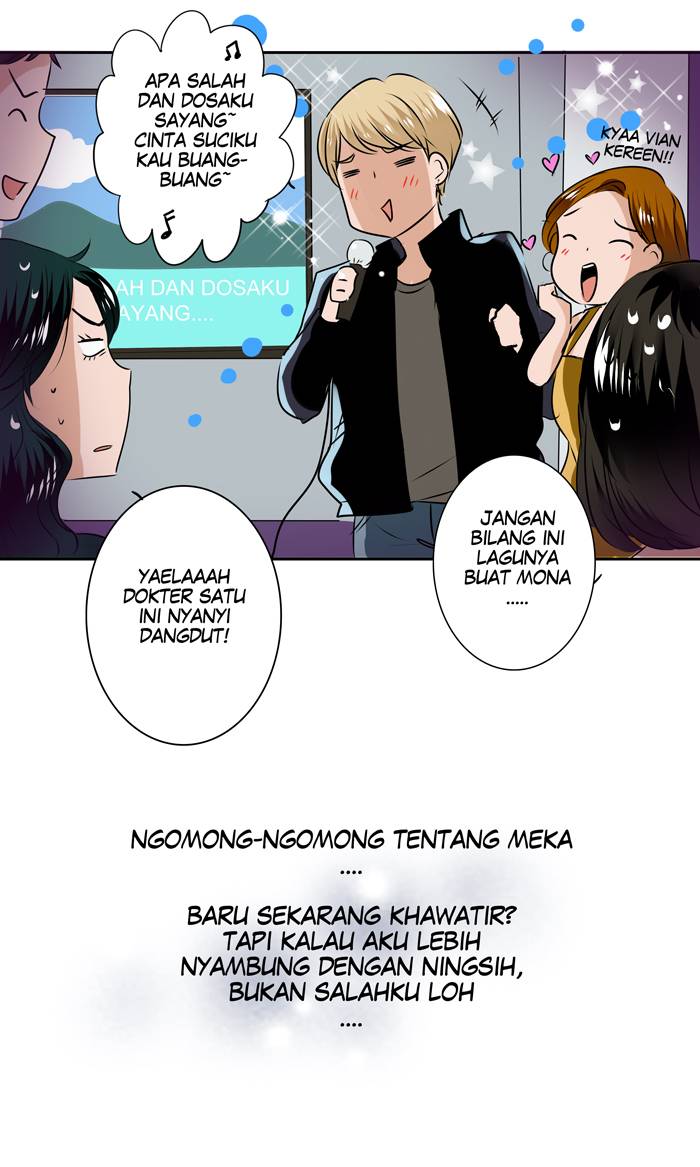 APA SALAH
DAN DOSAKU
SAYANG~
CINTA SUCIKU
KAU BUANG-
BUANG~
KYAA VIAN
KEREEN!!
AH DAN DOSAKU
AYANG....
JANGAN
BILANG INI
LAGUNYA
BUAT MONA
.....
YAELAAAH
DOKTER SATU
INI NYANYI
DANGDUT!
NGOMONG-NGOMONG TENTANG MEKA
....
BARU SEKARANG KHAWATIR?
TAPI KALAU AKU LEBIH
NYAMBUNG DENGAN NINGSIH,
BUKAN SALAHKU LOH
....